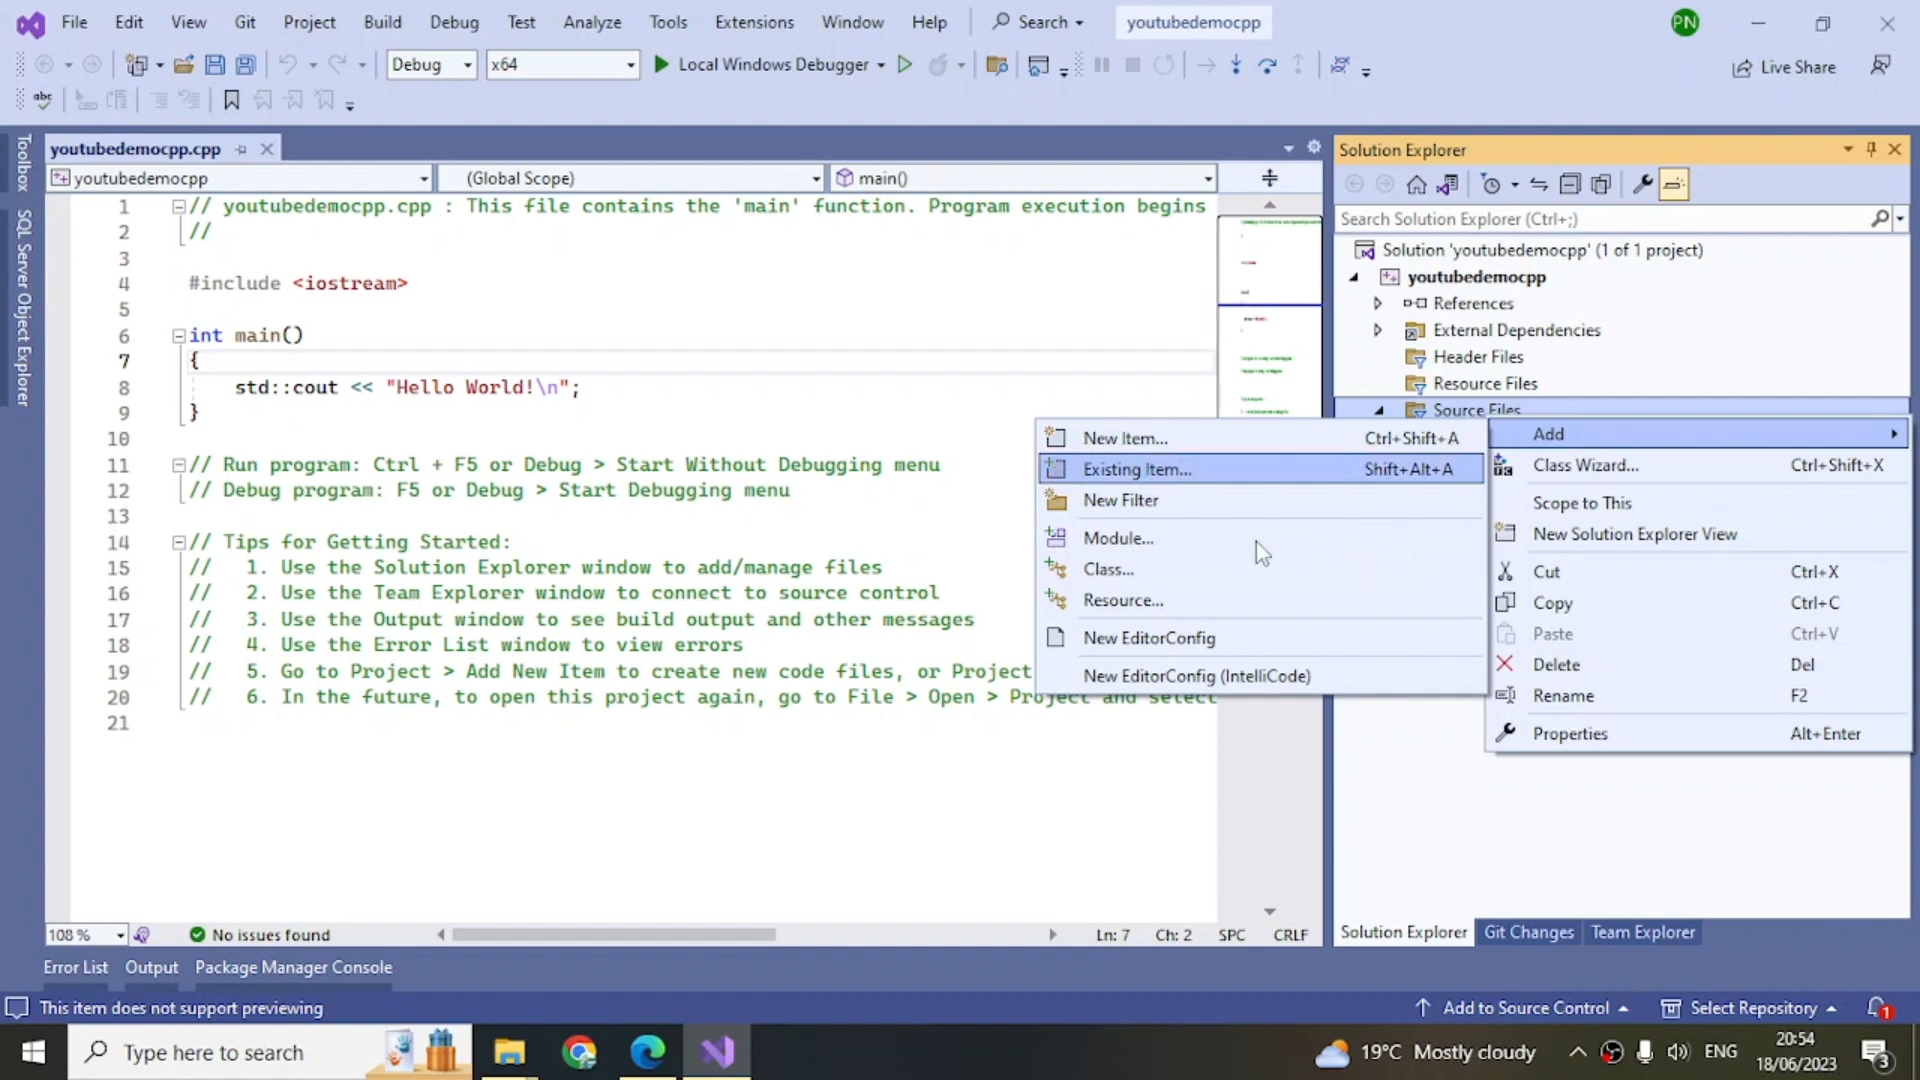 File Edit View Git Project Build Debug Test Analyze Tools Extensions Window Help Search youtubedemocpp PN
Debug x64 Local Windows Debugger Live Share
abc
youtubedemocpp.cpp
youtubedemocpp (Global Scope) main()
Toolbox
SQL Server Object Explorer
1 // youtubedemocpp.cpp : This file contains the 'main' function. Program execution begins
2 //
3
4 #include <iostream>
5
6 int main()
7 {
8 std::cout << "Hello World!\n";
9 }
10
11 // Run program: Ctrl + F5 or Debug > Start Without Debugging menu
12 // Debug program: F5 or Debug > Start Debugging menu
13
14 // Tips for Getting Started:
15 // 1. Use the Solution Explorer window to add/manage files
16 // 2. Use the Team Explorer window to connect to source control
17 // 3. Use the Output window to see build output and other messages
18 // 4. Use the Error List window to view errors
19 // 5. Go to Project > Add New Item to create new code files, or Project
20 // 6. In the future, to open this project again, go to File > Open > Project and select
21
Solution Explorer
Search Solution Explorer (Ctrl+;)
Solution 'youtubedemocpp' (1 of 1 project)
youtubedemocpp
References
External Dependencies
Header Files
Resource Files
Source Files
New Item... Ctrl+Shift+A
Existing Item... Shift+Alt+A
New Filter
Module...
Class...
Resource...
New EditorConfig
New EditorConfig (IntelliCode)
Add
Class Wizard... Ctrl+Shift+X
Scope to This
New Solution Explorer View
Cut Ctrl+X
Copy Ctrl+C
Paste Ctrl+V
Delete Del
Rename F2
Properties Alt+Enter
108 % No issues found Ln: 7 Ch: 2 SPC CRLF
Solution Explorer Git Changes Team Explorer
Error List Output Package Manager Console
This item does not support previewing Add to Source Control Select Repository 1
Type here to search 19°C Mostly cloudy ENG 20:54
18/06/2023 3